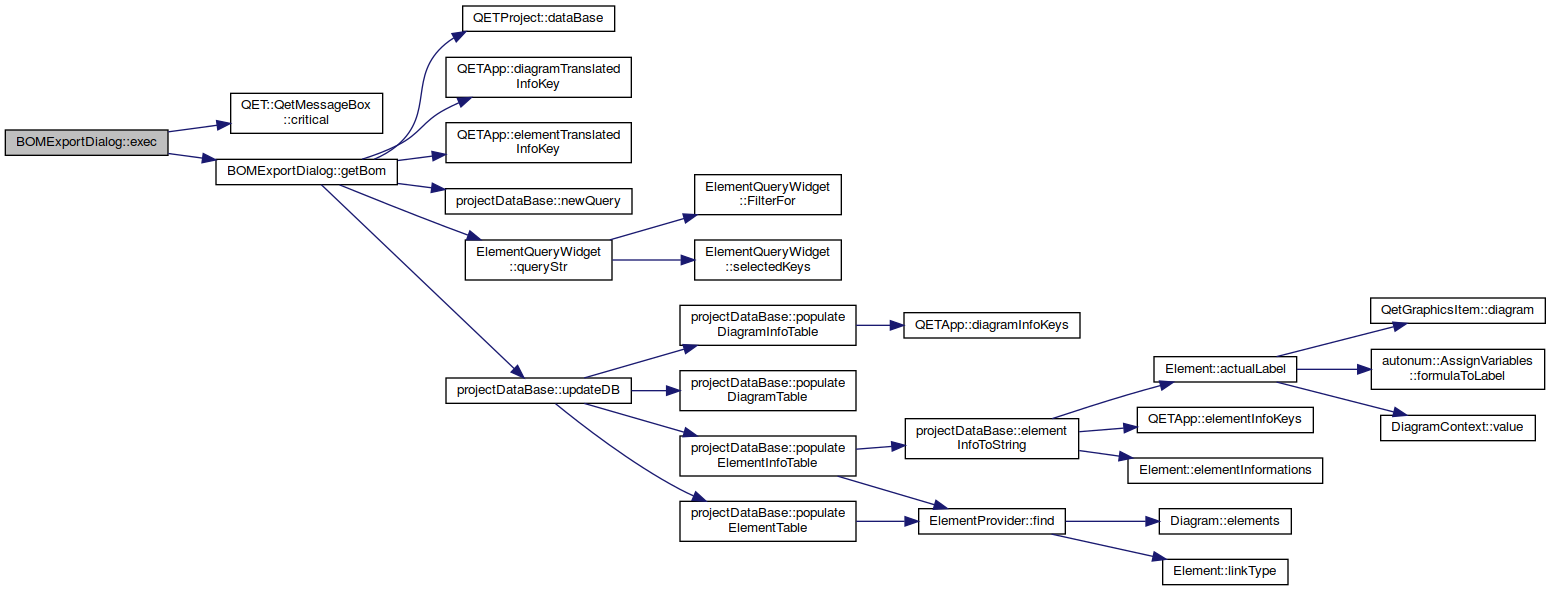 BOMExportDialog::exec
QET::QetMessageBox
::critical
BOMExportDialog::getBom
QETProject::dataBase
QETApp::diagramTranslated
InfoKey
QETApp::elementTranslated
InfoKey
projectDataBase::newQuery
ElementQueryWidget
::queryStr
projectDataBase::updateDB
ElementQueryWidget
::FilterFor
ElementQueryWidget
::selectedKeys
projectDataBase::populate
DiagramInfoTable
projectDataBase::populate
DiagramTable
projectDataBase::populate
ElementInfoTable
projectDataBase::populate
ElementTable
QETApp::diagramInfoKeys
projectDataBase::element
InfoToString
ElementProvider::find
Element::actualLabel
QETApp::elementInfoKeys
Element::elementInformations
Diagram::elements
Element::linkType
QetGraphicsItem::diagram
autonum::AssignVariables
::formulaToLabel
DiagramContext::value